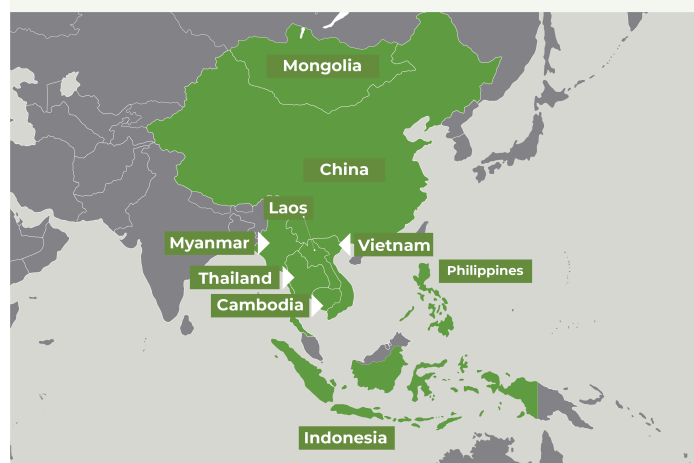 Mongolia
China
Laos
Myanmar
Vietnam
Thailand
Philippines
Cambodia
Indonesia